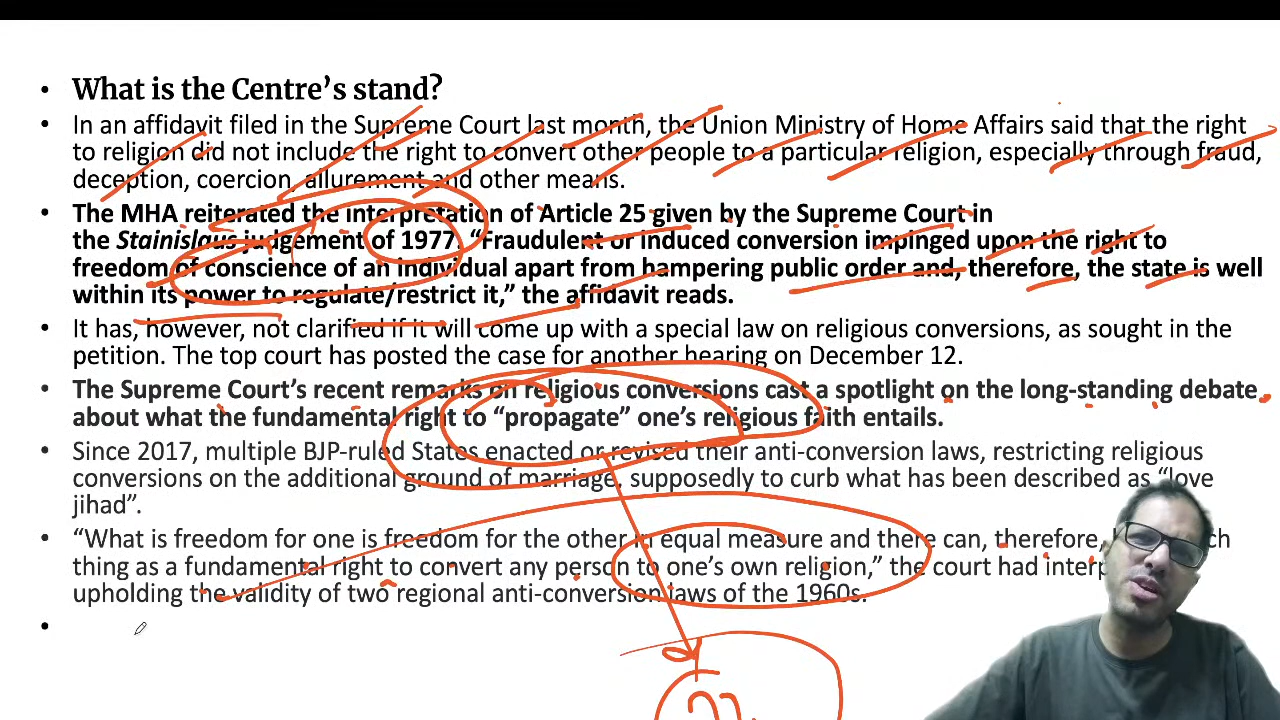 • What is the Centre's stand?
• In an affidavit filed in the Supreme Court last month, the Union Ministry of Home Affairs said that the right
to religion did not include the right to convert other people to a particular religion, especially through fraud,
deception, coercion, allurement and other means.
• The MHA reiterated the interpretation of Article 25 given by the Supreme Court in
the Stainislaus judgement of 1977. “Fraudulent or induced conversion impinged upon the right to
freedom of conscience of an individual apart from hampering public order and, therefore, the state is well
within its power to regulate/restrict it,” the affidavit reads.
• It has, however, not clarified if it will come up with a special law on religious conversions, as sought in the
petition. The top court has posted the case for another hearing on December 12.
• The Supreme Court's recent remarks on religious conversions cast a spotlight on the long-standing debate
about what the fundamental right to “propagate” one's religious faith entails.
• Since 2017, multiple BJP-ruled States enacted or revised their anti-conversion laws, restricting religious
conversions on the additional ground of marriage, supposedly to curb what has been described as “love
jihad”.
• “What is freedom for one is freedom for the other in equal measure and there can, therefore, ch
thing as a fundamental right to convert any person to one's own religion,” the court had interp
upholding the validity of two regional anti-conversion laws of the 1960s.
•